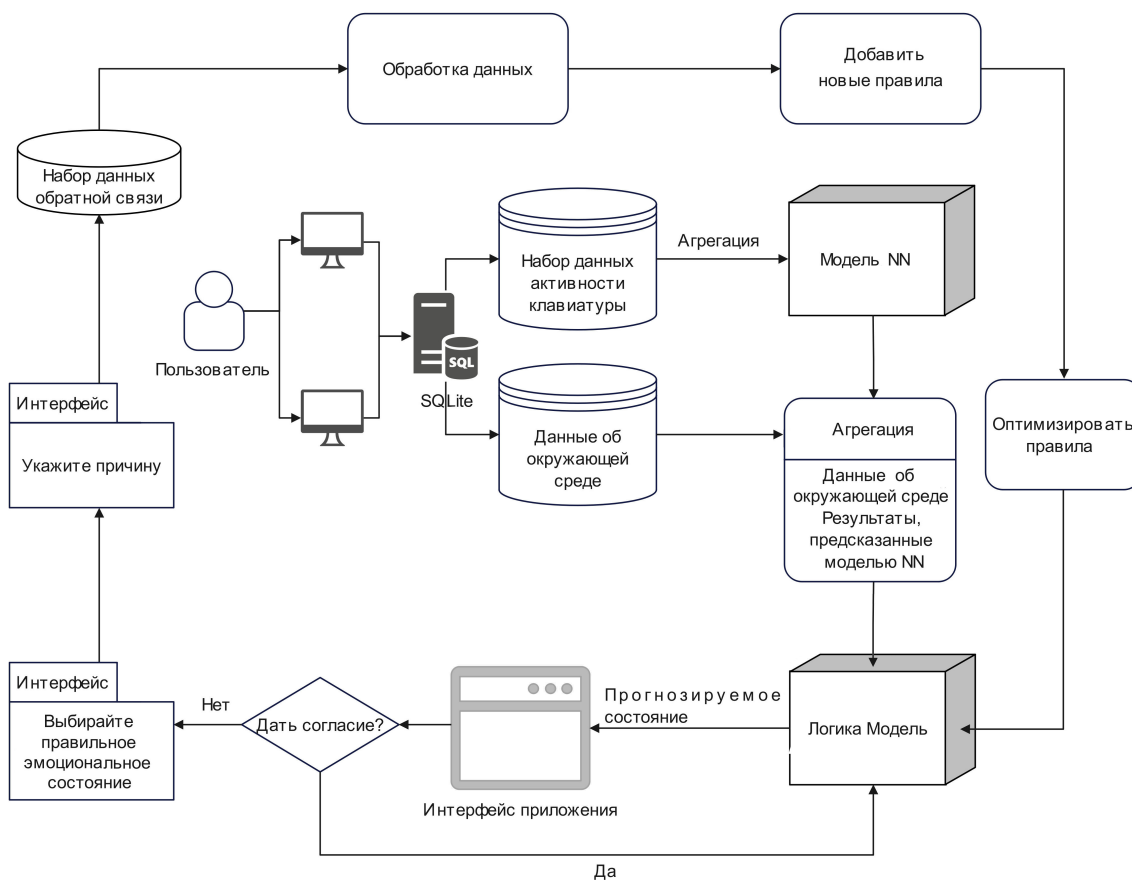 Обработка данных
Добавить
новые правила
Набор данных
обратной связи
Набор данных
активности
клавиатуры
Агрегация
Модель NN
Пользователь
SQL
SQLite
Интерфейс
Укажите причину
Данные об
окружающей
среде
Агрегация
Данные об
окружающей среде
Результаты,
предсказанные
моделью NN
Оптимизировать
правила
Интерфейс
Выбирайте
правильное
эмоциональное
состояние
Нет
Дать согласие?
Интерфейс приложения
Прогнозируемое
состояние
Логика Модель
Да